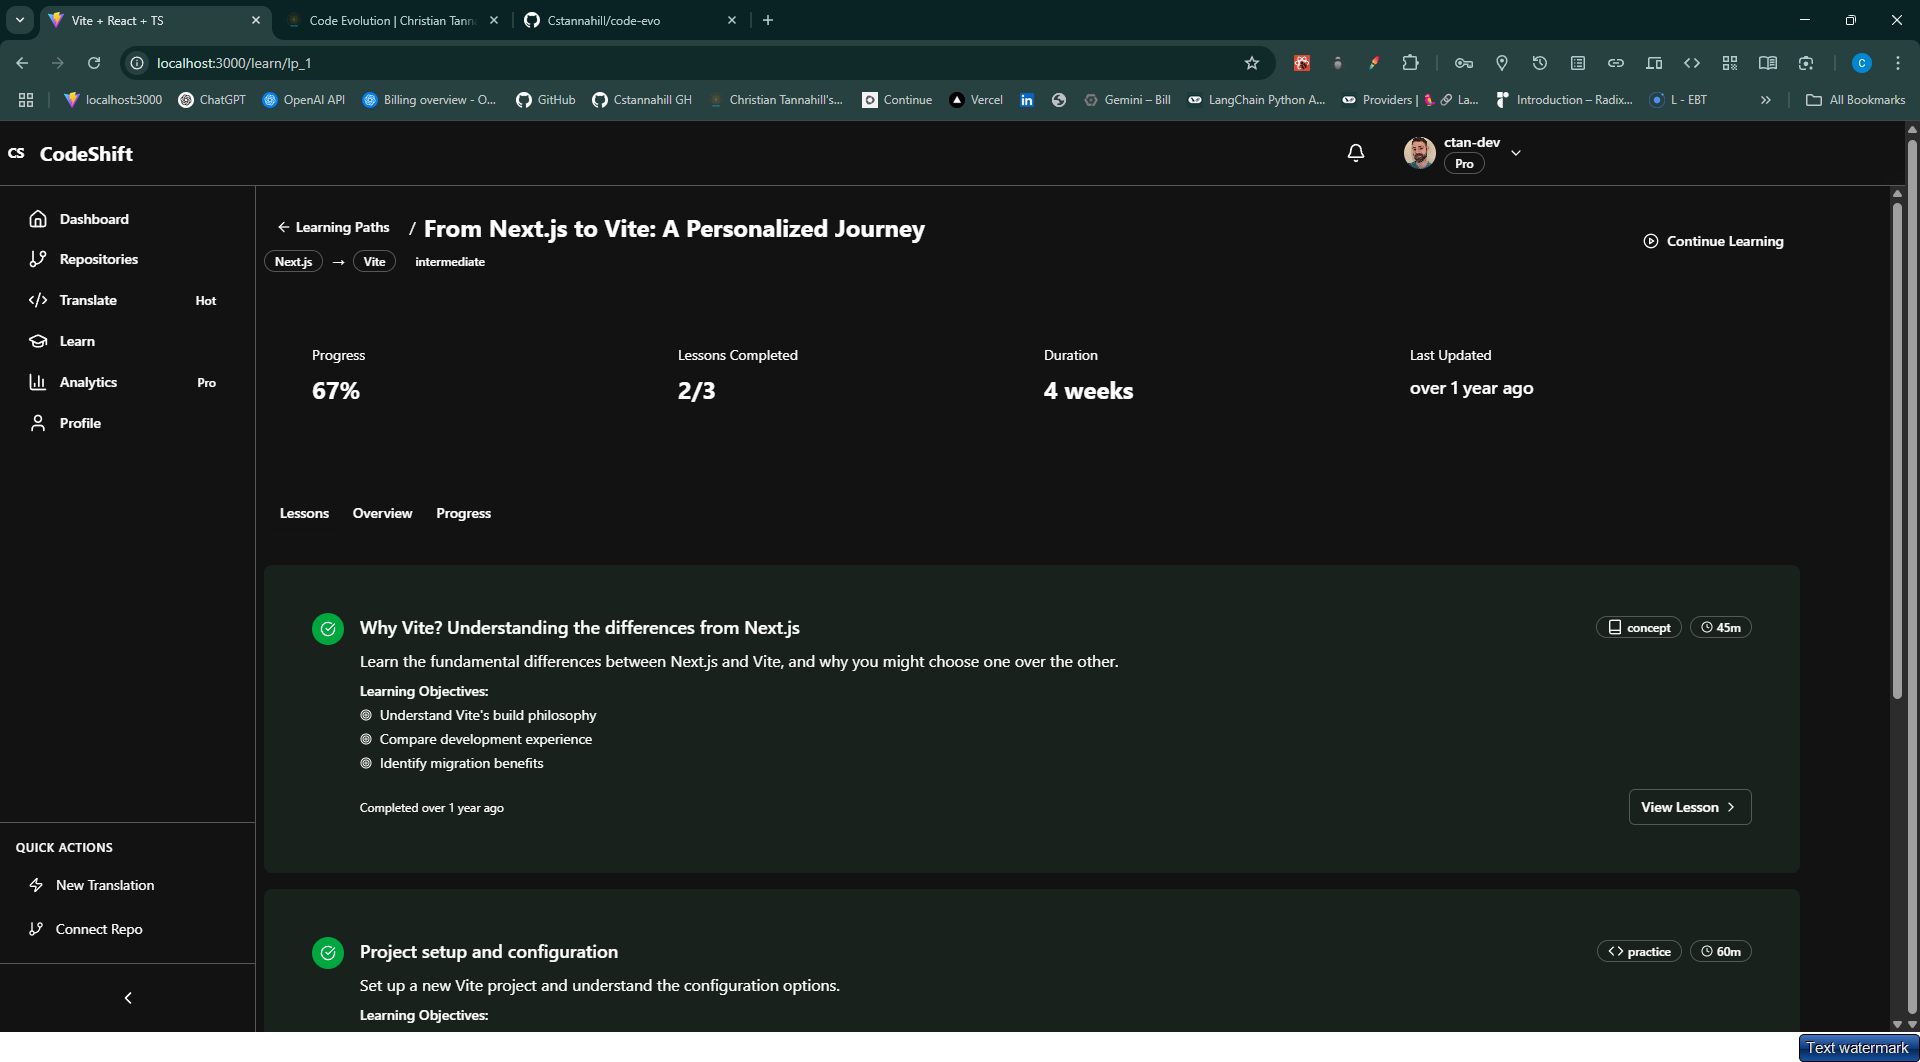 Vite + React + TS
Code Evolution | Christian Tann
Cstannahill/code-evo
localhost:3000/learn/lp_1
localhost:3000
ChatGPT
OpenAI API
Billing overview - O...
GitHub
Cstannahill GH
Christian Tannahill's...
Continue
Vercel
Gemini – Bill
LangChain Python A...
Providers | 🦜🔗 La...
Introduction – Radix...
L - EBT
All Bookmarks
C
CS CodeShift
ctan-dev
Pro
Dashboard
Repositories
Translate Hot
Learn
Analytics Pro
Profile
QUICK ACTIONS
New Translation
Connect Repo
← Learning Paths / From Next.js to Vite: A Personalized Journey
Next.js → Vite intermediate
Continue Learning
Progress
67%
Lessons Completed
2/3
Duration
4 weeks
Last Updated
over 1 year ago
Lessons Overview Progress
Why Vite? Understanding the differences from Next.js
concept 45m
Learn the fundamental differences between Next.js and Vite, and why you might choose one over the other.
Learning Objectives:
Understand Vite's build philosophy
Compare development experience
Identify migration benefits
Completed over 1 year ago
View Lesson
Project setup and configuration
practice 60m
Set up a new Vite project and understand the configuration options.
Learning Objectives:
Text watermark